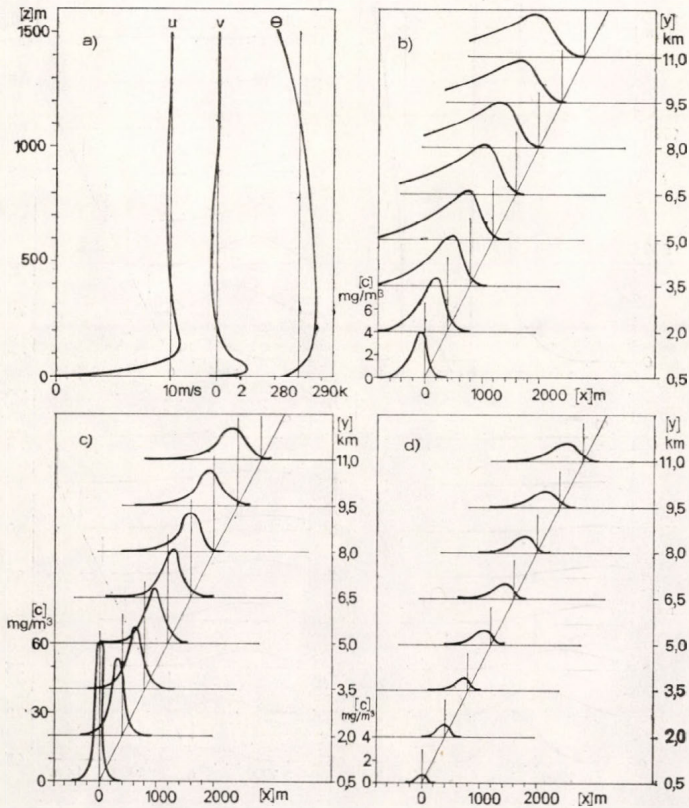 [z]m
1500
1000
500
0
a)
u
v
Θ
0
10m/s
0
2
280
290k
b)
[y]
km
11,0
9,5
8,0
6,5
5,0
3,5
2,0
0,5
[c]
mg/m³
6
4
2
0
0
1000
2000
[x]m
c)
[y]
km
11,0
9,5
8,0
6,5
5,0
3,5
2,0
0,5
[c]
mg/m³
60
30
0
0
1000
2000
[x]m
d)
[y]
km
11,0
9,5
8,0
6,5
5,0
3,5
2,0
0,5
[c]
mg/m³
4
2
0
0
1000
2000
[x]m